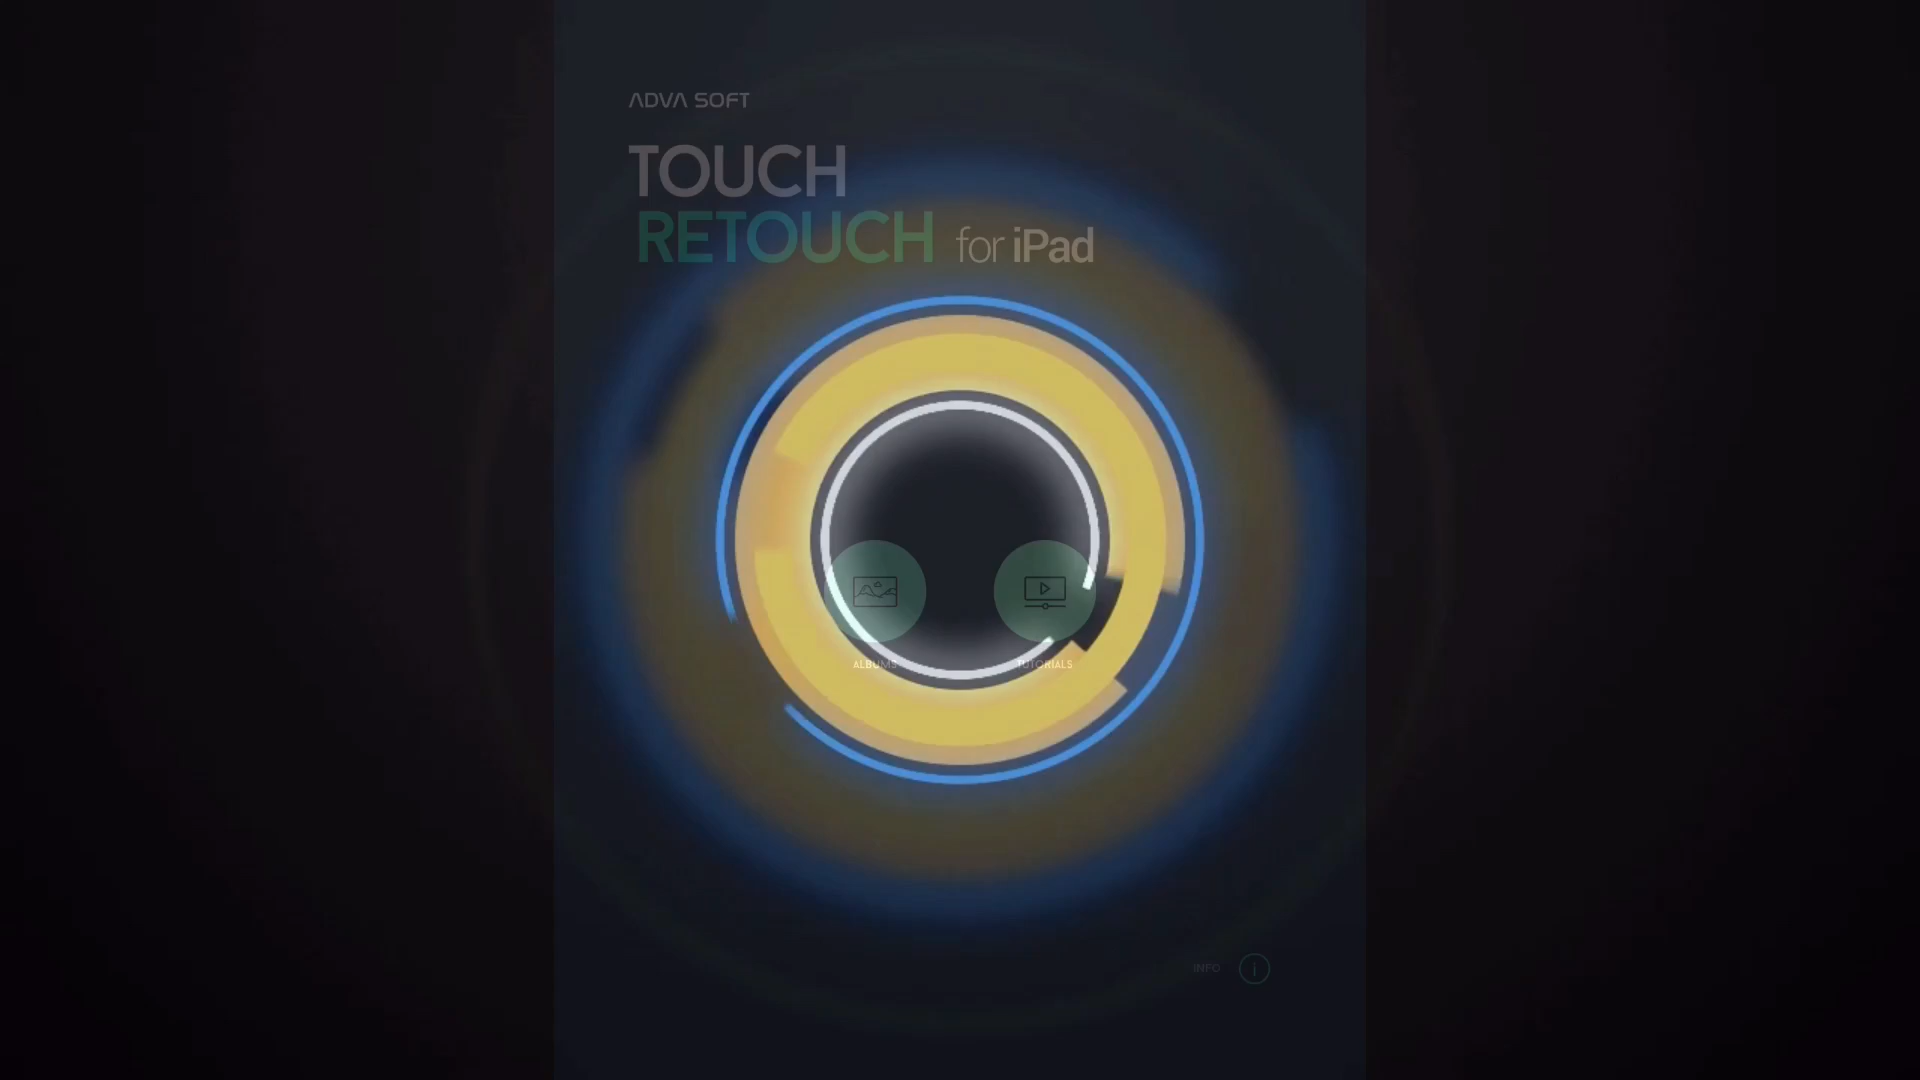 ADVA SOFT
TOUCH
RETOUCH for iPad
ALBUMS
TUTORIALS
INFO
i